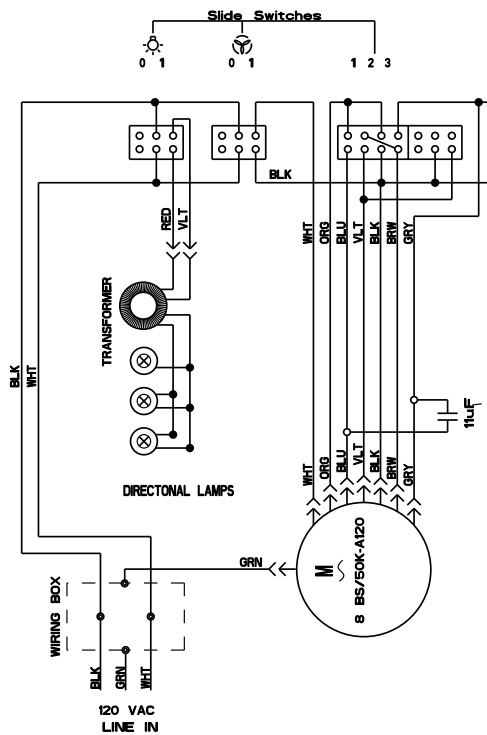 Slide Switches
0 1
0 1
1 2 3
BLK
RED
VLT
WHT
ORG
BLU
VLT
BLK
BRW
GRY
TRANSFORMER
BLK
WHT
11uF
WHT
ORG
BLU
VLT
BLK
BRW
GRY
DIRECTONAL LAMPS
GRN
M
8 BS/50K-A120
WIRING BOX
BLK
GRN
WHT
120 VAC
LINE IN